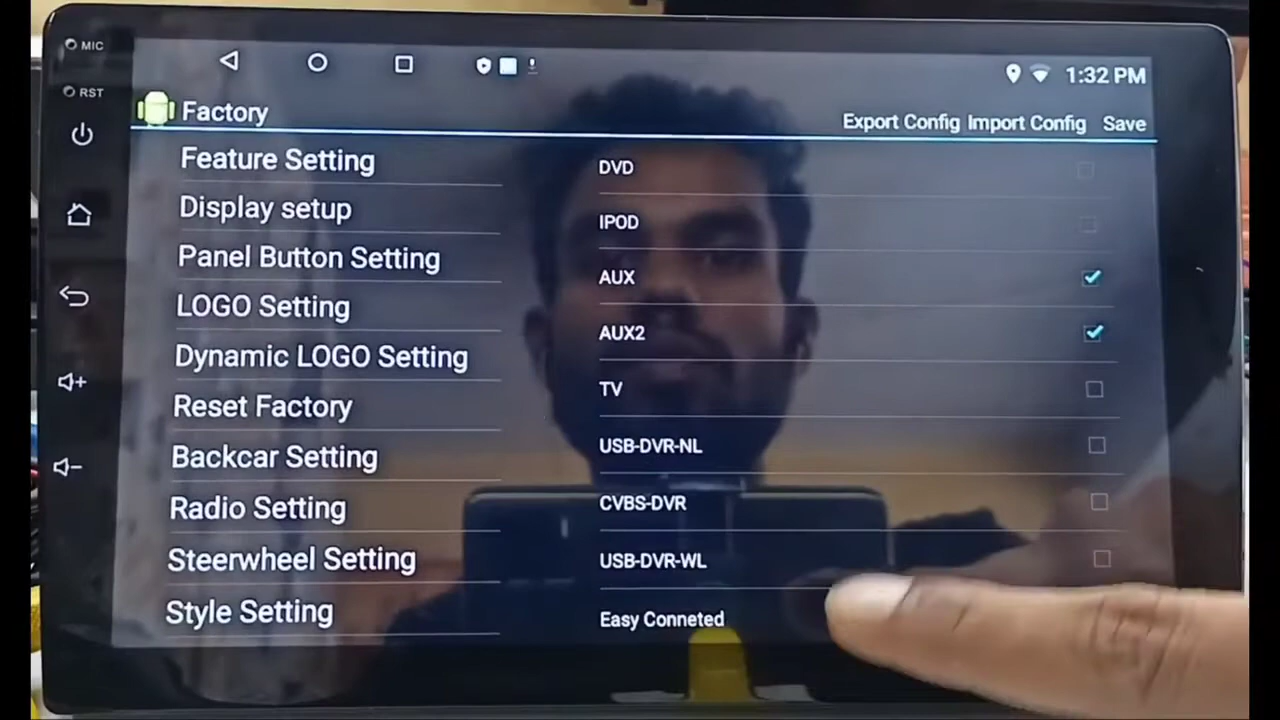 MIC
RST
1:32 PM
Factory
Export Config Import Config Save
Feature Setting
Display setup
Panel Button Setting
LOGO Setting
Dynamic LOGO Setting
Reset Factory
Backcar Setting
Radio Setting
Steerwheel Setting
Style Setting
DVD
IPOD
AUX
AUX2
TV
USB-DVR-NL
CVBS-DVR
USB-DVR-WL
Easy Conneted